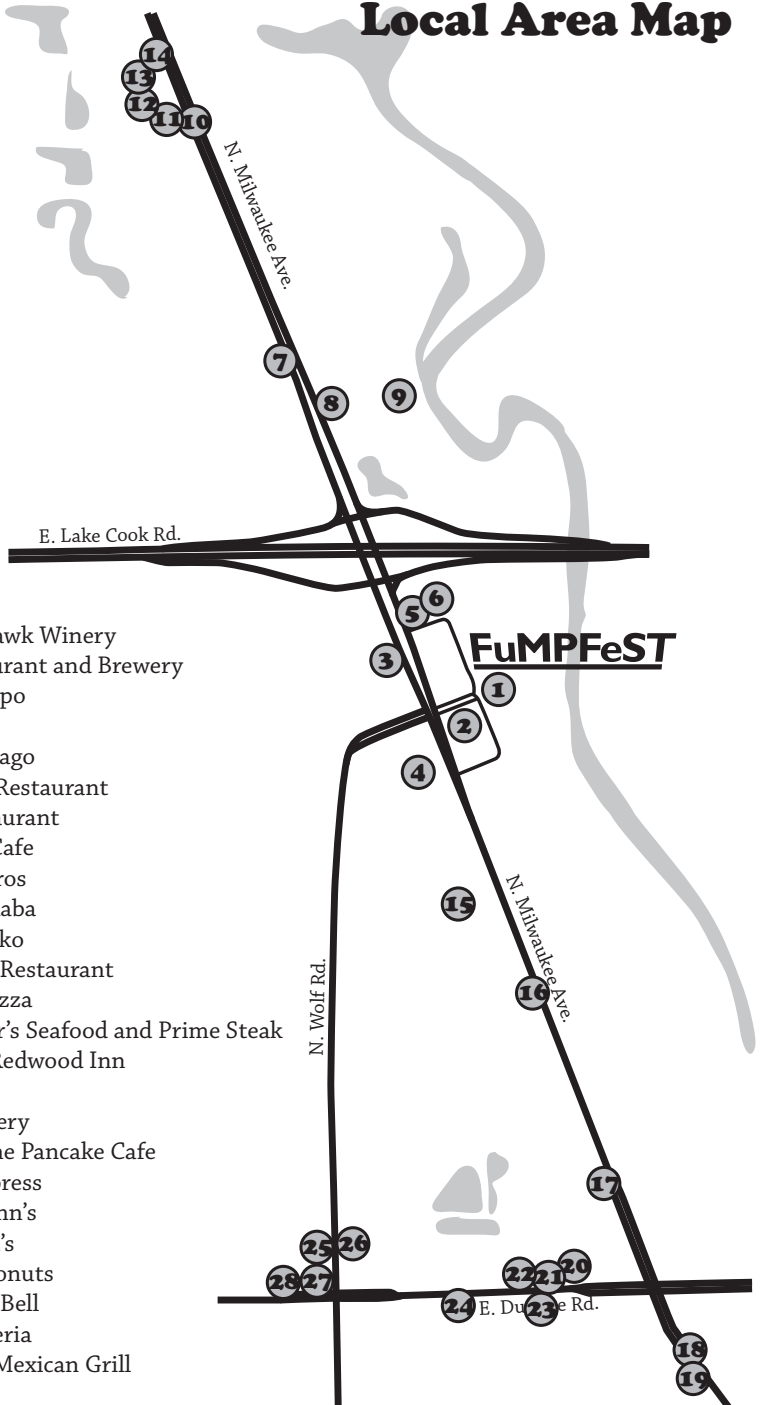 Local Area Map
14
13
12
11
10
N. Milwaukee Ave.
7
8
9
E. Lake Cook Rd.
6
5
FuMPFeST
3
1
2
4
awk Winery
urant and Brewery
po
ago
Restaurant
aurant
Cafe
ros
aba
ko
Restaurant
zza
r's Seafood and Prime Steak
Redwood Inn
ery
ne Pancake Cafe
press
nn's
's
onuts
Bell
eria
Mexican Grill
15
N. Milwaukee Ave.
16
N. Wolf Rd.
17
25
26
28
27
22
21
20
24
E. Rd.
23
18
19